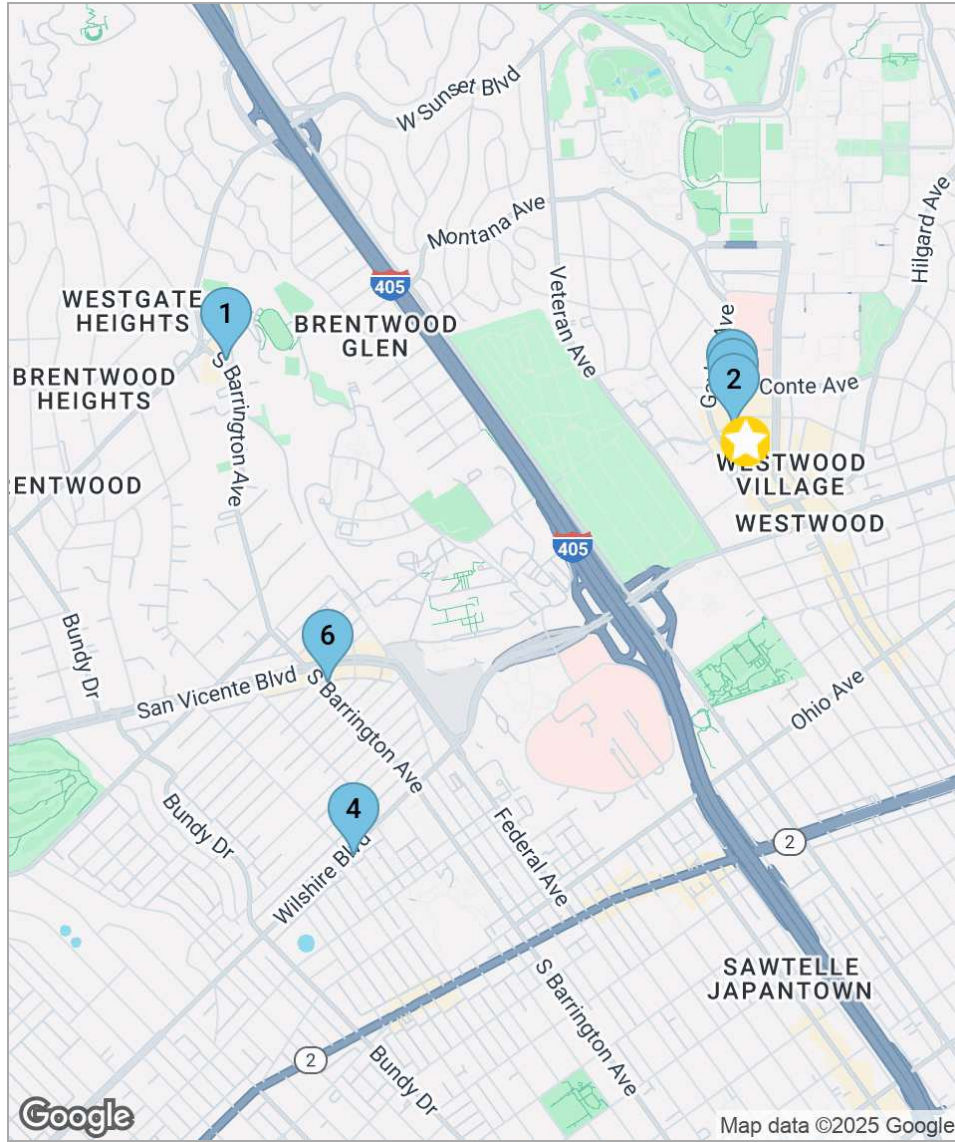 W Sunset Blvd
Montana Ave
Hilgard Ave
405
WESTGATE
HEIGHTS
1
BRENTWOOD
GLEN
Veteran Ave
BRENTWOOD
HEIGHTS
S Barrington Ave
2
Conte Ave
WESTWOOD
VILLAGE
WESTWOOD
ENTWOOD
405
Bundy Dr
6
San Vicente Blvd
S Barrington Ave
Ohio Ave
4
Wilshire Blvd
Bundy Dr
Federal Ave
2
SAWTELLE
JAPANTOWN
S Barrington Ave
2
Bundy Dr
Google
Map data ©2025 Google